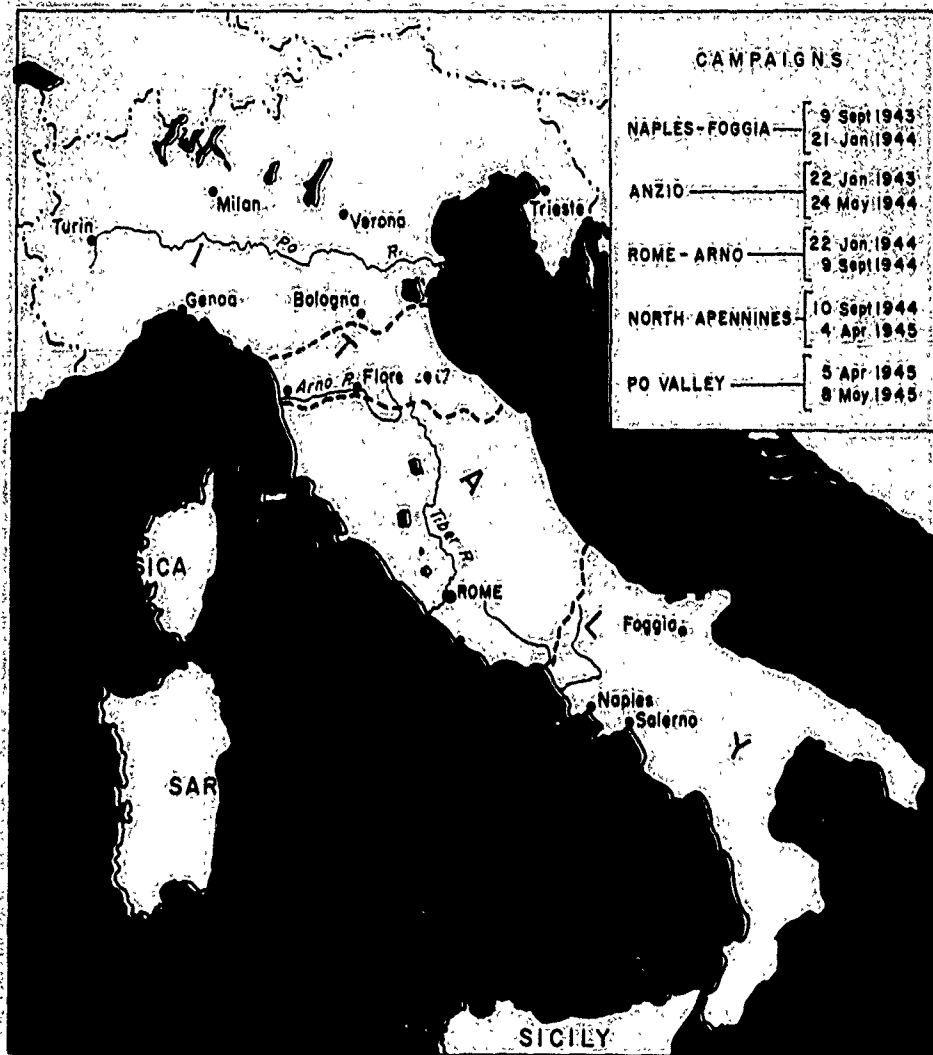 CAMPAIGNS
NAPLES-FOGGIA
9 Sept 1943
21 Jan 1944
ANZIO
22 Jan 1943
24 May 1944
ROME-ARNO
22 Jan 1944
9 Sept 1944
NORTH APENNINES
10 Sept 1944
4 Apr 1945
PO VALLEY
5 Apr 1945
8 May 1945
Milan
Verona
Trieste
Turin
Po R.
Genoa
Bologna
Arno R.
I T A L Y
Tiber R.
ROME
Foggia
Naples
Salerno
SICA
SAR
SICILY